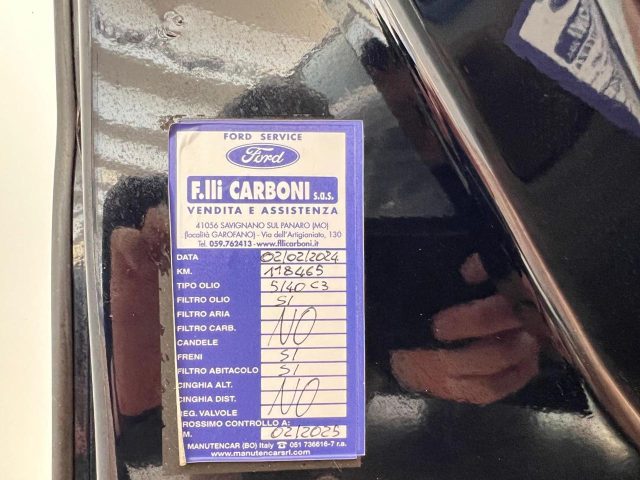 FORD SERVICE
Ford
F.lli CARBONI s.a.s.
VENDITA E ASSISTENZA
41056 SAVIGNANO SUL PANARO (MO)
(località GAROFANO) - Via dell'Artigianiato, 130
Tel. 059.762413 - www.fllicarboni.it
DATA 02/02/2024
KM. 118465
TIPO OLIO 5/40 C3
FILTRO OLIO SI
FILTRO ARIA
FILTRO CARB. NO
CANDELE
FRENI SI
FILTRO ABITACOLO SI
CINGHIA ALT.
CINGHIA DIST. NO
REG. VALVOLE
PROSSIMO CONTROLLO A:
KM. 02/2025
MANUTENCAR (BO) Italy ☎ 051 736616-7 r.a.
www.manutencarsrl.com